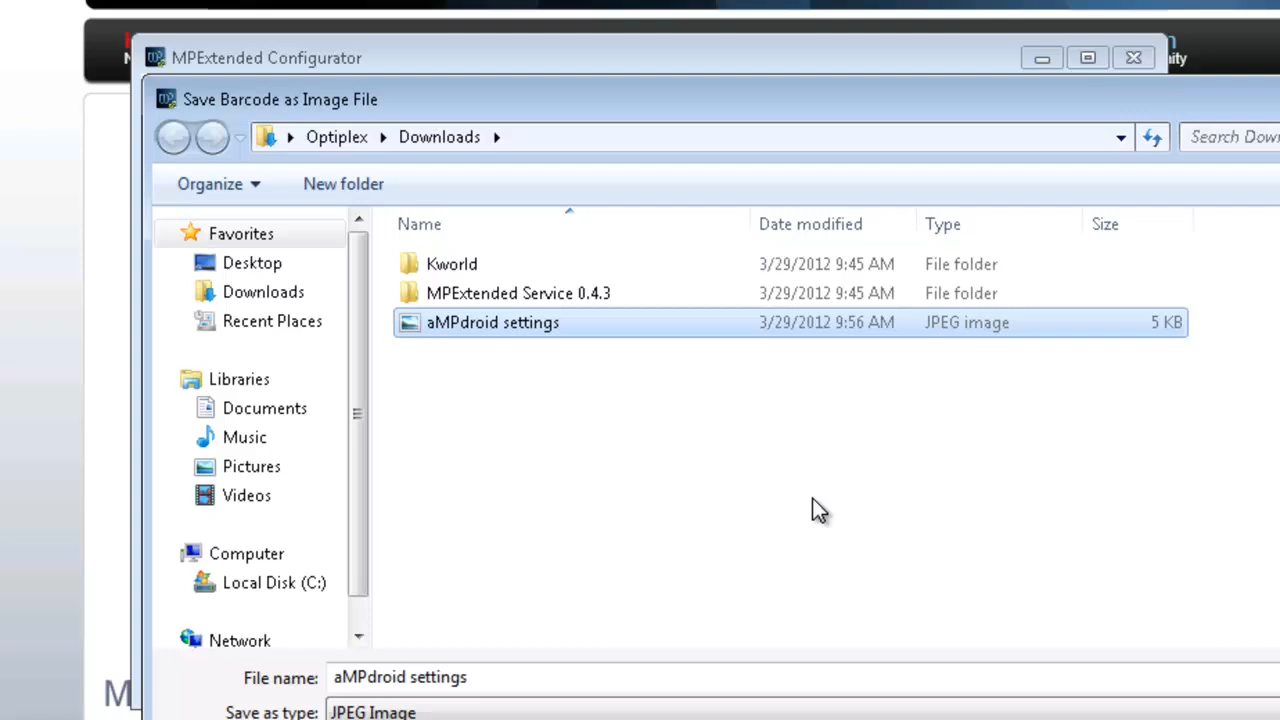 MPExtended Configurator
ity
Save Barcode as Image File
Optiplex Downloads
Search Down
Organize New folder
Name Date modified Type Size
Favorites
Desktop
Downloads
Recent Places
Libraries
Documents
Music
Pictures
Videos
Computer
Local Disk (C:)
Network
Kworld 3/29/2012 9:45 AM File folder
MPExtended Service 0.4.3 3/29/2012 9:45 AM File folder
aMPdroid settings 3/29/2012 9:56 AM JPEG image 5 KB
File name: aMPdroid settings
Save as type: JPEG Image
M